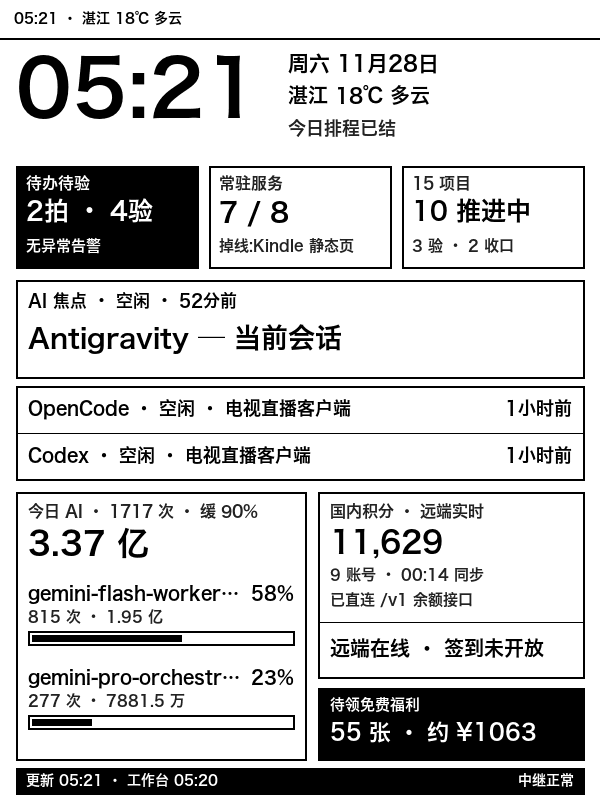 05:21 · 湛江 18℃ 多云
05:21
周六 11月28日
湛江 18℃ 多云
今日排程已结
待办待验
2拍 · 4验
无异常告警
常驻服务
7 / 8
掉线:Kindle 静态页
15 项目
10 推进中
3 验 · 2 收口
AI 焦点 · 空闲 · 52分前
Antigravity — 当前会话
OpenCode · 空闲 · 电视直播客户端 1小时前
Codex · 空闲 · 电视直播客户端 1小时前
今日 AI · 1717 次 · 缓 90%
3.37 亿
gemini-flash-worker… 58%
815 次 · 1.95 亿
gemini-pro-orchestr… 23%
277 次 · 7881.5 万
国内积分 · 远端实时
11,629
9 账号 · 00:14 同步
已直连 /v1 余额接口
远端在线 · 签到未开放
待领免费福利
55 张 · 约 ¥1063
更新 05:21 · 工作台 05:20 中继正常